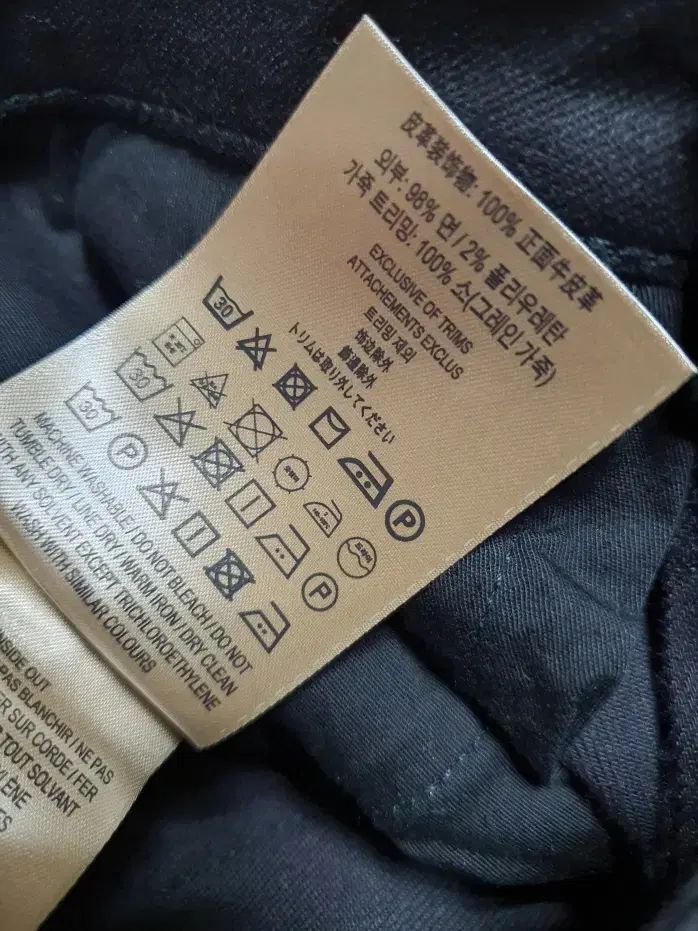 皮革装饰物: 100% 正面牛皮革
외부: 98% 면 / 2% 폴리우레탄
가죽 트리밍: 100% 소(그레인 가죽)
EXCLUSIVE OF TRIMS
ATTACHEMENTS EXCLUS
트리밍 제외
饰边除外
トリムは取り外してください
30
P
30
30
P
P
MACHINE WASHABLE / DO NOT BLEACH / DO NOT
TUMBLE DRY / LINE DRY / WARM IRON / DRY CLEAN
WITH ANY SOLVENT EXCEPT TRICHLOROETHYLENE
WASH WITH SIMILAR COLOURS
INSIDE OUT
PAS BLANCHIR / NE PAS
SUR CORDE / FER
TOUT SOLVANT